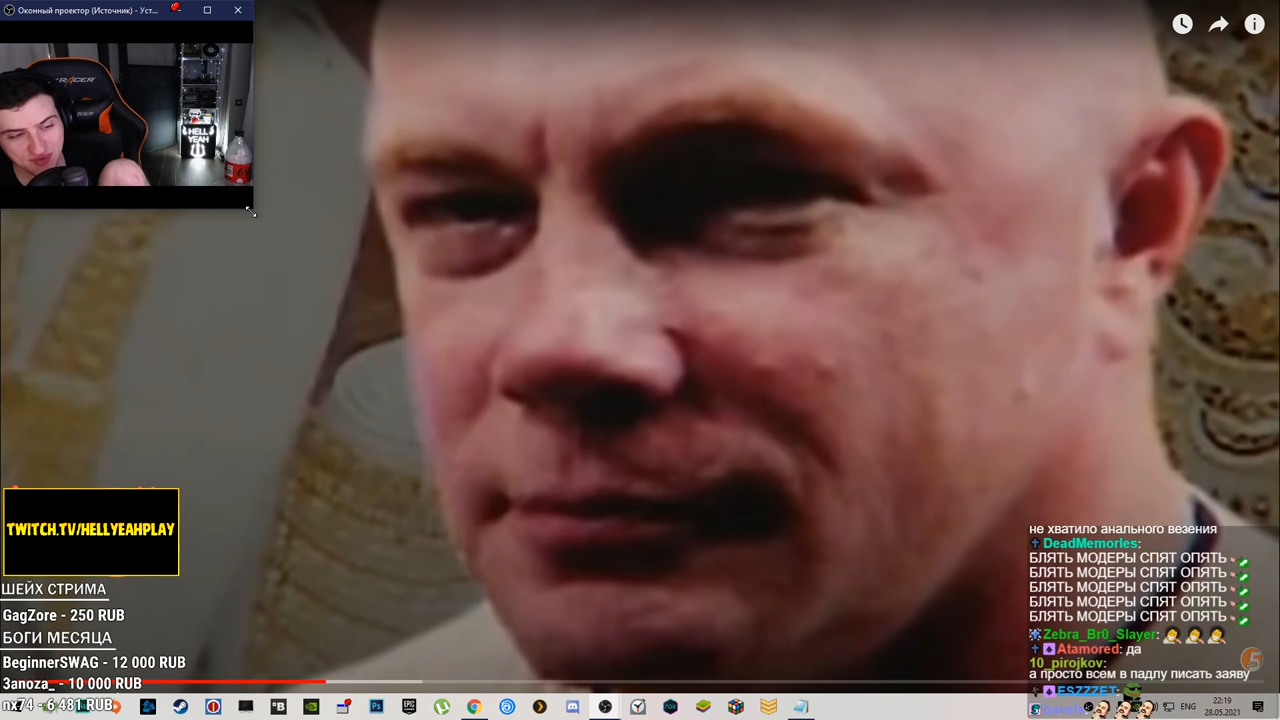 Оконный проектор (Источник) - Уст...
RACER
HELL
YEAH
TWITCH.TV/HELLYEAHPLAY
ШЕЙХ СТРИМА
GagZore - 250 RUB
БОГИ МЕСЯЦА
BeginnerSWAG - 12 000 RUB
3anoza_ - 10 000 RUB
nx74 - 6 481 RUB
не хватило анального везения
DeadMemorles:
БЛЯТЬ МОДЕРЫ СПЯТ ОПЯТЬ
БЛЯТЬ МОДЕРЫ СПЯТ ОПЯТЬ
БЛЯТЬ МОДЕРЫ СПЯТ ОПЯТЬ
БЛЯТЬ МОДЕРЫ СПЯТ ОПЯТЬ
БЛЯТЬ МОДЕРЫ СПЯТ ОПЯТЬ
Zebra_Br0_Slayer:
Atamored: да
10_pirojkov:
а просто всем в падлу писать заяву
ESZZZET:
ENG
22:19
28.05.2021